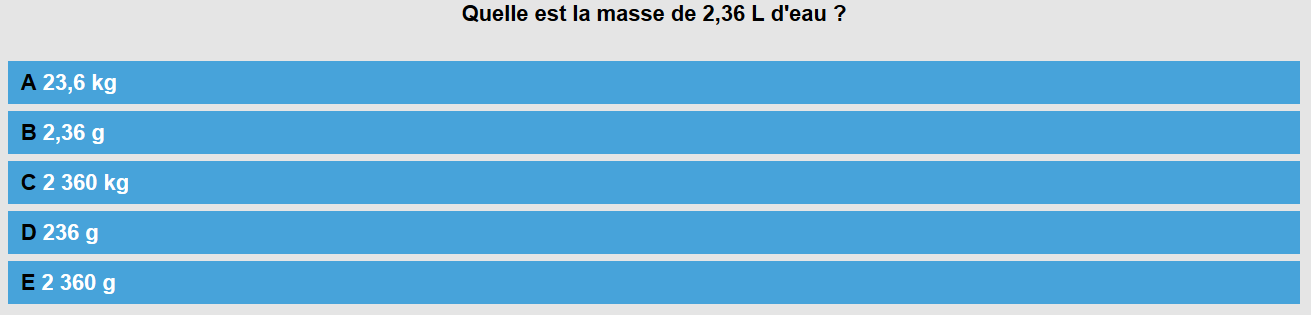 Quelle est la masse de 2,36 L d'eau ?
A 23,6 kg
B 2,36 g
C 2 360 kg
D 236 g
E 2 360 g